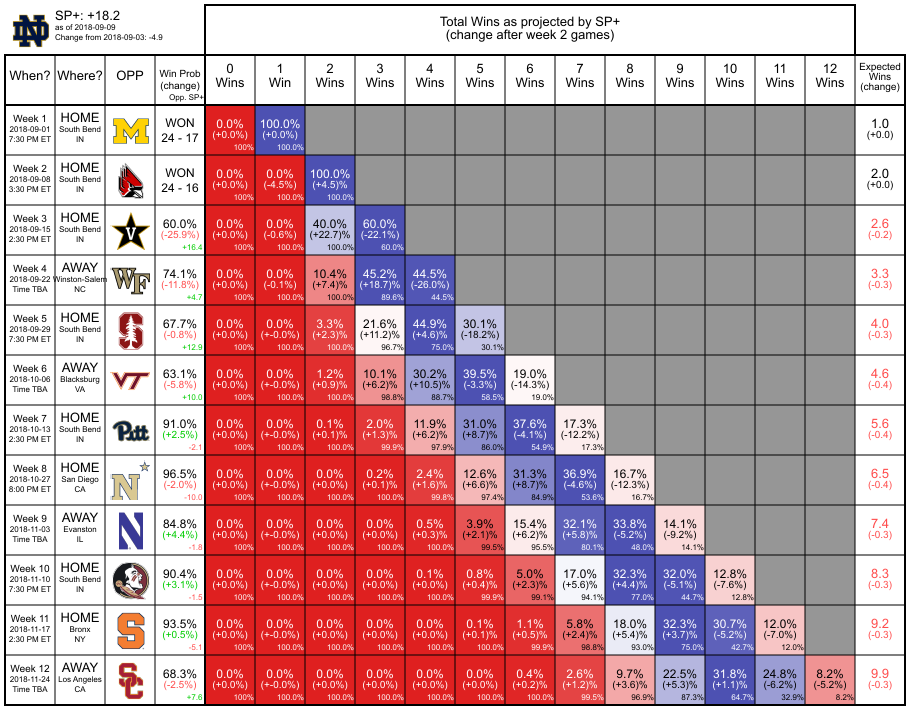 SP+: +18.2
as of 2018-09-09
Change from 2018-09-03: -4.9
Total Wins as projected by SP+
(change after week 2 games)
When? Where? OPP Win Prob (change) Opp. SP+ 0 Wins 1 Win 2 Wins 3 Wins 4 Wins 5 Wins 6 Wins 7 Wins 8 Wins 9 Wins 10 Wins 11 Wins 12 Wins Expected Wins (change)
Week 1 HOME M WON 0.0% 100.0% 1.0
2018-09-01 South Bend 24 - 17 (+0.0%) (+0.0%) (+0.0)
7:30 PM ET IN 100% 100.0%
Week 2 HOME WON 0.0% 0.0% 100.0% 2.0
2018-09-08 South Bend 24 - 16 (+0.0%) (-4.5%) (+4.5)% (+0.0)
3:30 PM ET IN 100% 100.0% 100.0%
Week 3 HOME V 60.0% 0.0% 0.0% 40.0% 60.0% 2.6
2018-09-15 South Bend (-25.9%) (+0.0%) (-0.6%) (+22.7)% (-22.1%) (-0.2)
2:30 PM ET IN +16.4 100% 100.0% 100.0% 60.0%
Week 4 AWAY WF 74.1% 0.0% 0.0% 10.4% 45.2% 44.5% 3.3
2018-09-22 Winston-Salem (-11.8%) (+0.0%) (-0.1%) (+7.4)% (+18.7)% (-26.0%) (-0.3)
Time TBA NC +4.7 100% 100.0% 100.0% 89.6% 44.5%
Week 5 HOME S 67.7% 0.0% 0.0% 3.3% 21.6% 44.9% 30.1% 4.0
2018-09-29 South Bend (-0.8%) (+0.0%) (+-0.0%) (+2.3)% (+11.2)% (+4.6)% (-18.2%) (-0.3)
7:30 PM ET IN +12.9 100% 100.0% 100.0% 96.7% 75.0% 30.1%
Week 6 AWAY VT 63.1% 0.0% 0.0% 1.2% 10.1% 30.2% 39.5% 19.0% 4.6
2018-10-06 Blacksburg (-5.8%) (+0.0%) (+-0.0%) (+0.9)% (+6.2)% (+10.5)% (-3.3%) (-14.3%) (-0.4)
Time TBA VA +10.0 100% 100.0% 100.0% 98.8% 88.7% 58.5% 19.0%
Week 7 HOME Pitt 91.0% 0.0% 0.0% 0.1% 2.0% 11.9% 31.0% 37.6% 17.3% 5.6
2018-10-13 South Bend (+2.5%) (+0.0%) (+-0.0%) (+0.1)% (+1.3)% (+6.2)% (+8.7)% (-4.1%) (-12.2%) (-0.4)
2:30 PM ET IN -2.1 100% 100.0% 100.0% 99.9% 97.9% 86.0% 54.9% 17.3%
Week 8 HOME N 96.5% 0.0% 0.0% 0.0% 0.2% 2.4% 12.6% 31.3% 36.9% 16.7% 6.5
2018-10-27 San Diego (-2.0%) (+0.0%) (+-0.0%) (+0.0)% (+0.1)% (+1.6)% (+6.6)% (+8.7)% (-4.6%) (-12.3%) (-0.4)
8:00 PM ET CA -10.0 100% 100.0% 100.0% 100.0% 99.8% 97.4% 84.9% 53.6% 16.7%
Week 9 AWAY N 84.8% 0.0% 0.0% 0.0% 0.0% 0.5% 3.9% 15.4% 32.1% 33.8% 14.1% 7.4
2018-11-03 Evanston (+4.4%) (+0.0%) (+-0.0%) (+0.0)% (+0.0)% (+0.3)% (+2.1)% (+6.2)% (+5.8)% (-5.2%) (-9.2%) (-0.3)
Time TBA IL -1.8 100% 100.0% 100.0% 100.0% 100.0% 99.5% 95.5% 80.1% 48.0% 14.1%
Week 10 HOME 90.4% 0.0% 0.0% 0.0% 0.0% 0.1% 0.8% 5.0% 17.0% 32.3% 32.0% 12.8% 8.3
2018-11-10 South Bend (+3.1%) (+0.0%) (+-0.0%) (+0.0)% (+0.0)% (+0.0)% (+0.4)% (+2.3)% (+5.6)% (+4.4)% (-5.1%) (-7.6%) (-0.3)
7:30 PM ET IN -1.5 100% 100.0% 100.0% 100.0% 100.0% 99.9% 99.1% 94.1% 77.0% 44.7% 12.8%
Week 11 HOME S 93.5% 0.0% 0.0% 0.0% 0.0% 0.0% 0.1% 1.1% 5.8% 18.0% 32.3% 30.7% 12.0% 9.2
2018-11-17 Bronx (+0.5%) (+0.0%) (+-0.0%) (+0.0)% (+0.0)% (+0.0)% (+0.1)% (+0.5)% (+2.4)% (+5.4)% (+3.7)% (-5.2%) (-7.0%) (-0.3)
2:30 PM ET NY -5.1 100% 100.0% 100.0% 100.0% 100.0% 100.0% 99.9% 98.8% 93.0% 75.0% 42.7% 12.0%
Week 12 AWAY SC 68.3% 0.0% 0.0% 0.0% 0.0% 0.0% 0.0% 0.4% 2.6% 9.7% 22.5% 31.8% 24.8% 8.2% 9.9
2018-11-24 Los Angeles (-2.5%) (+0.0%) (+-0.0%) (+0.0)% (+0.0)% (+0.0)% (+0.0)% (+0.2)% (+1.2)% (+3.6)% (+5.3)% (+1.1)% (-6.2%) (-5.2%) (-0.3)
Time TBA CA +7.6 100% 100.0% 100.0% 100.0% 100.0% 100.0% 100.0% 99.5% 96.9% 87.3% 64.7% 32.9% 8.2%